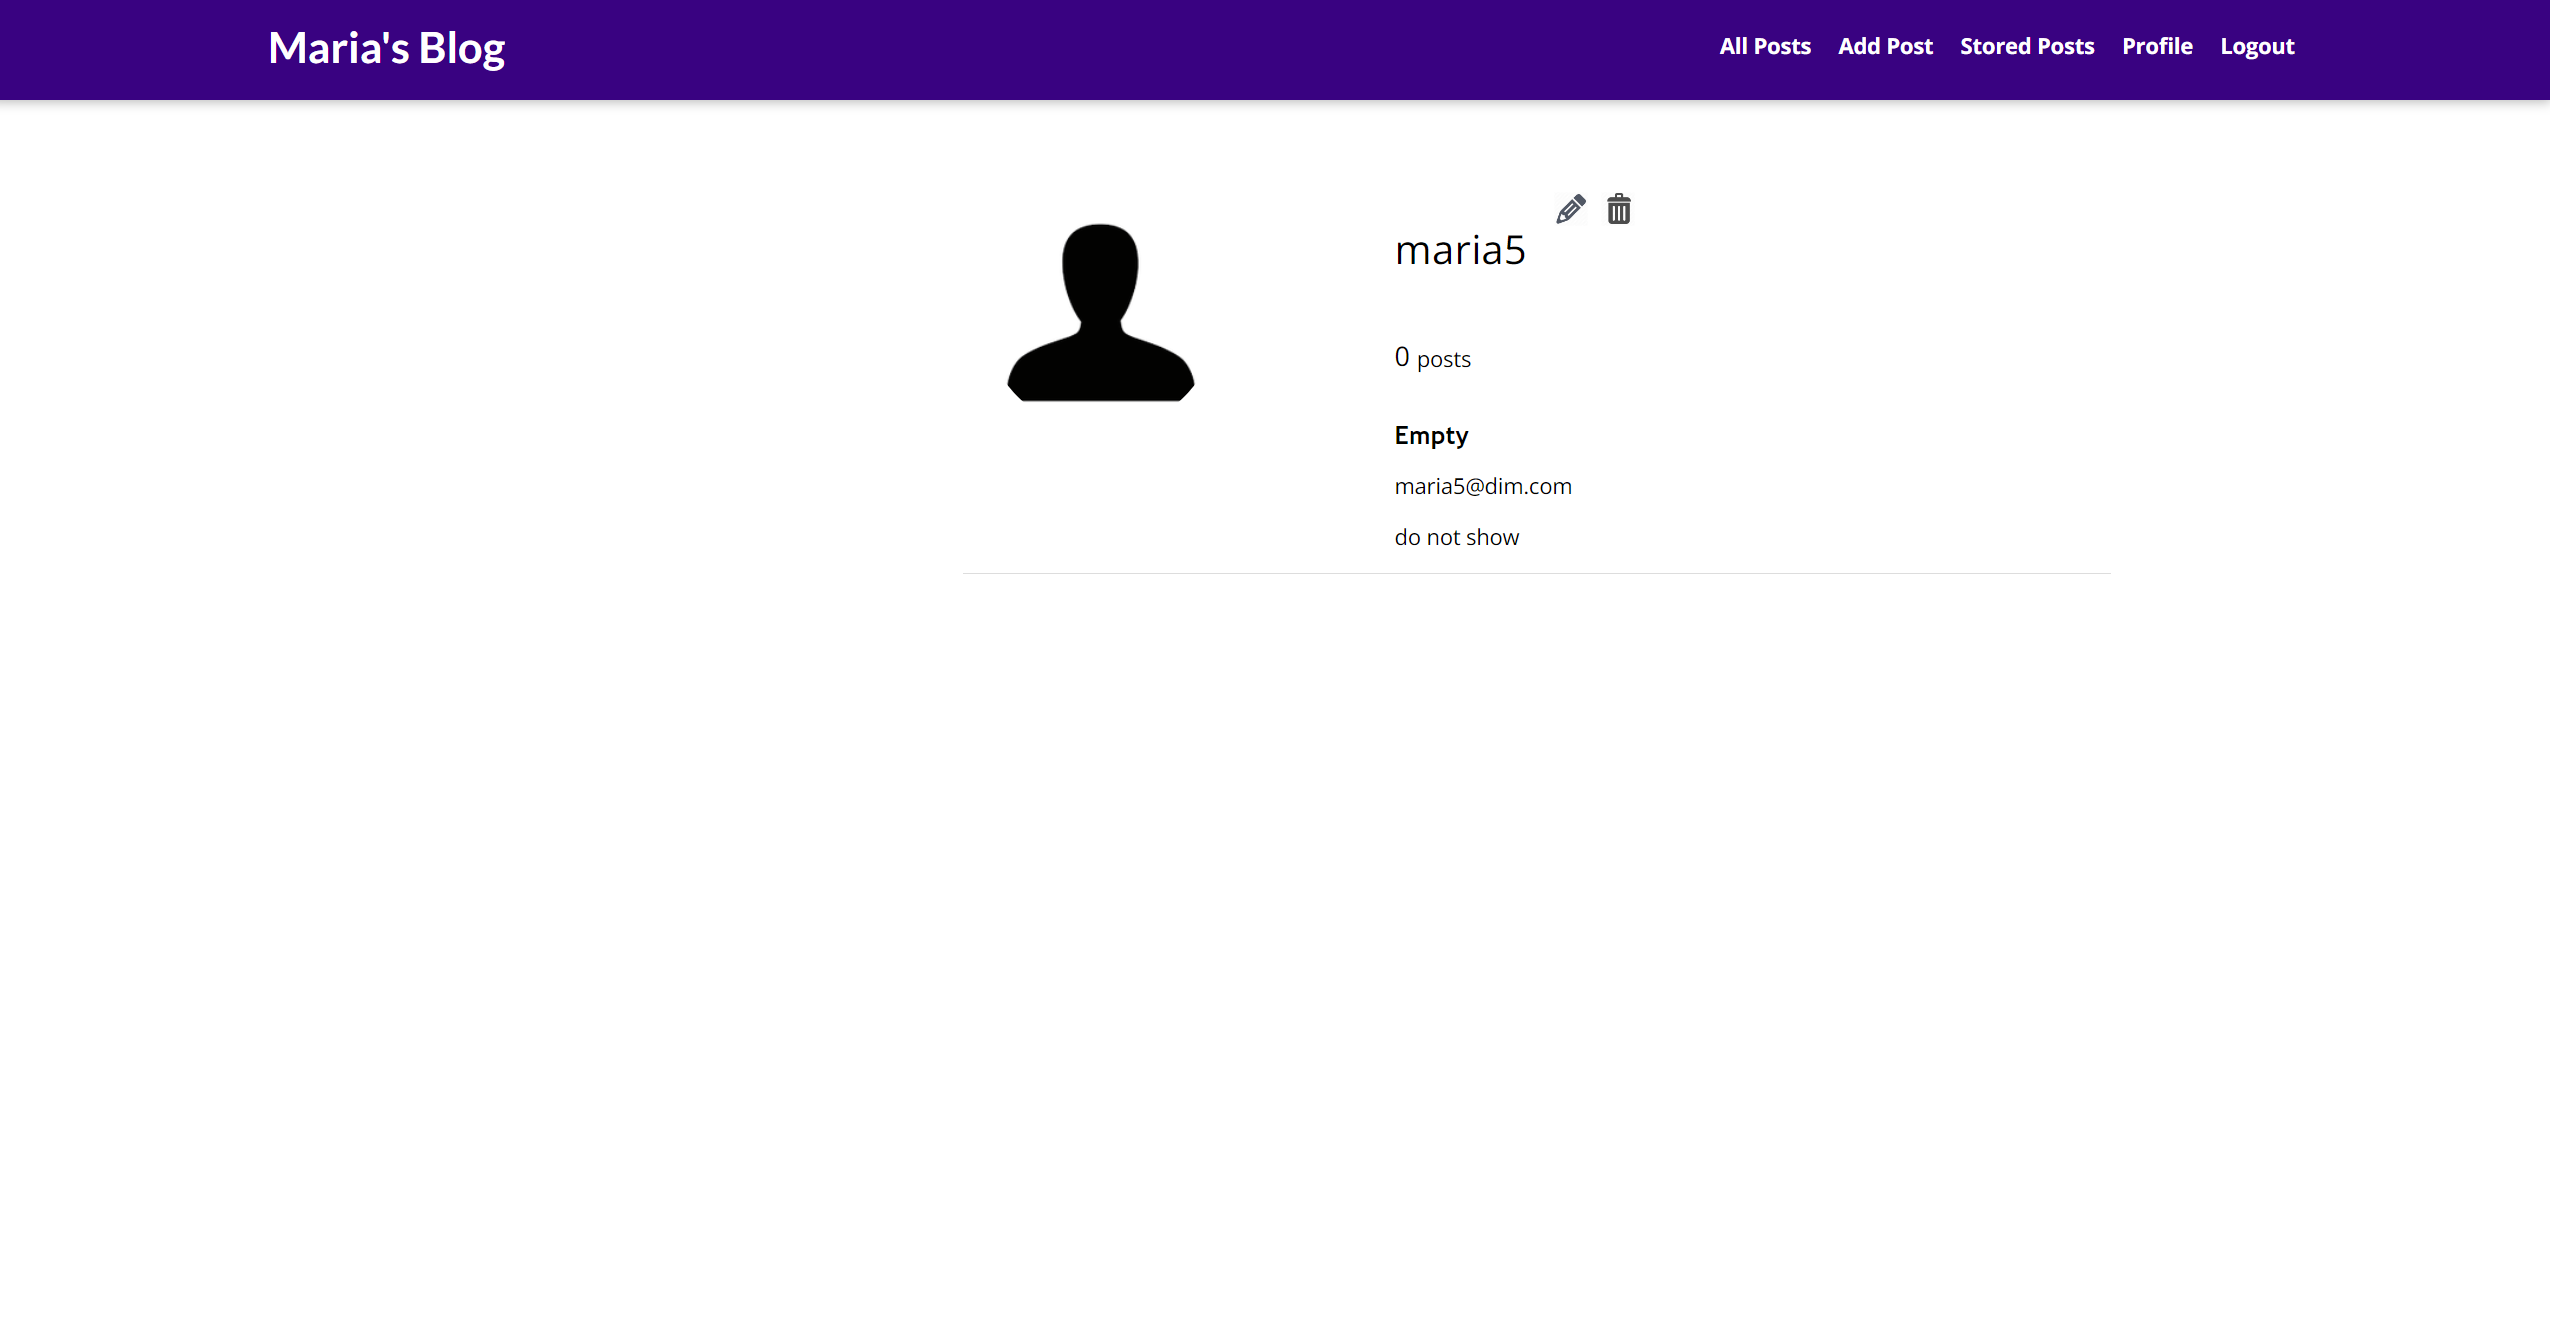 Maria's Blog
All Posts Add Post Stored Posts Profile Logout
maria5
0 posts
Empty
maria5@dim.com
do not show